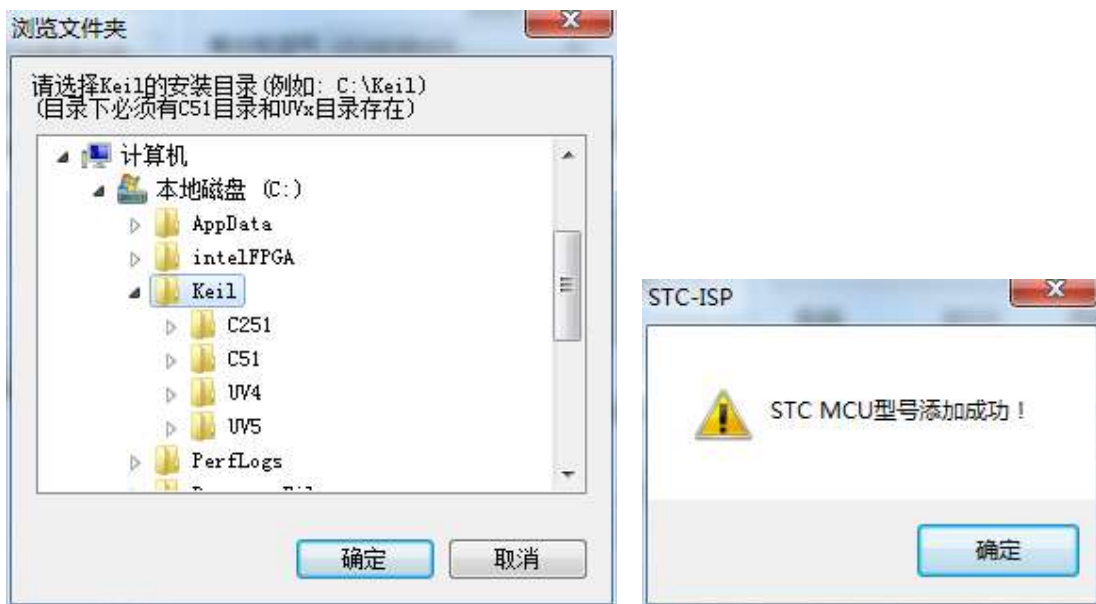 浏览文件夹
请选择Keil的安装目录(例如: C:\Keil)
(目录下必须有C51目录和UVx目录存在)
计算机
本地磁盘 (C:)
AppData
intelFPGA
Keil
C251
C51
UV4
UV5
PerfLogs
确定
取消
STC-ISP
STC MCU型号添加成功！
确定